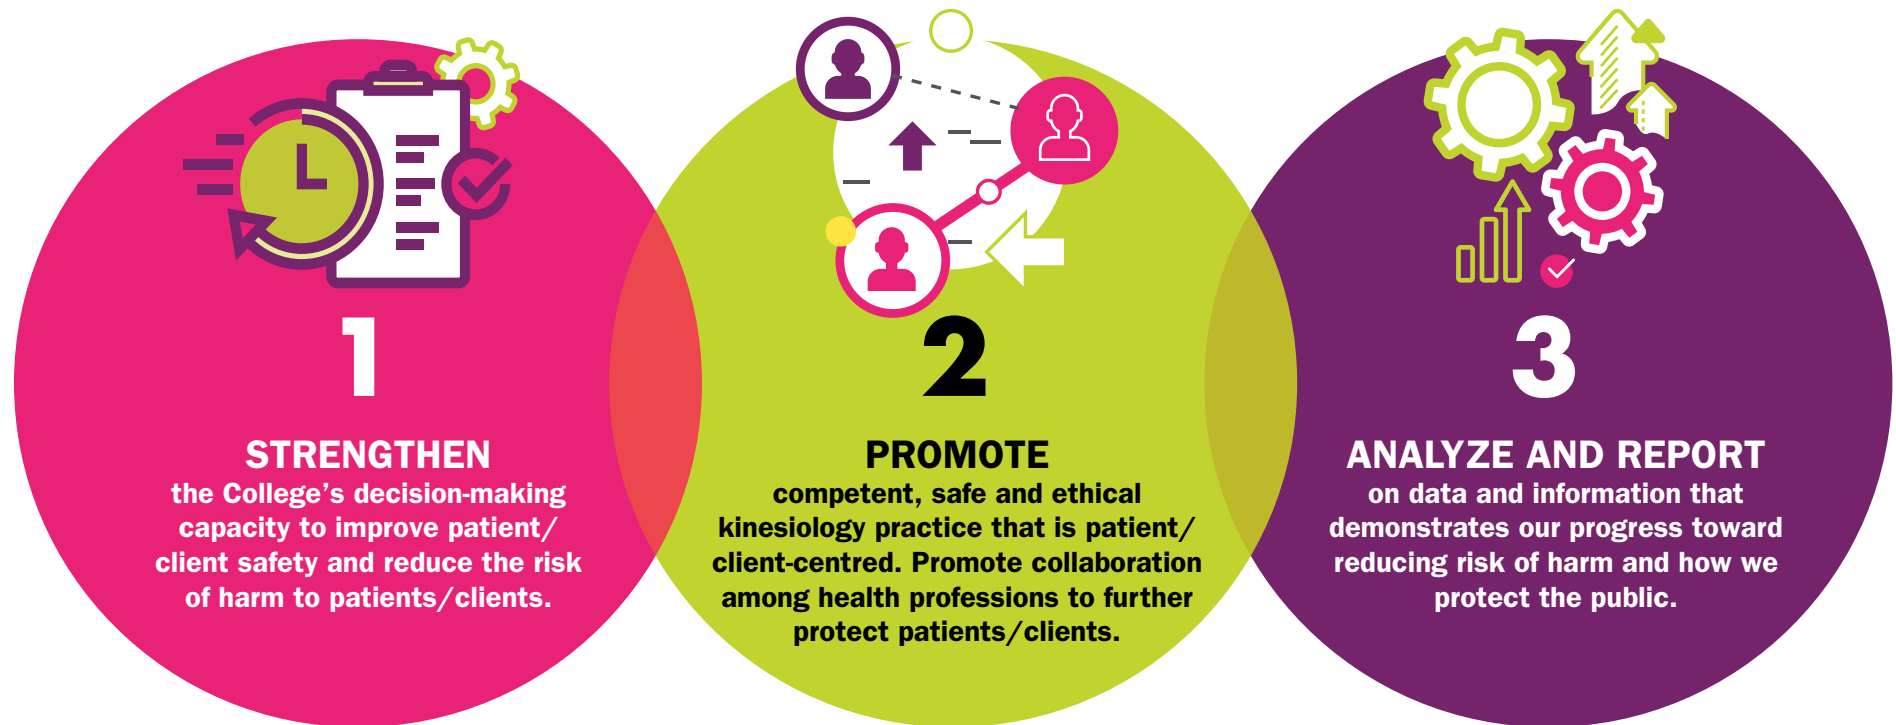 1
STRENGTHEN
the College’s decision-making
capacity to improve patient/
client safety and reduce the risk
of harm to patients/clients.
2
PROMOTE
competent, safe and ethical
kinesiology practice that is patient/
client-centred. Promote collaboration
among health professions to further
protect patients/clients.
3
ANALYZE AND REPORT
on data and information that
demonstrates our progress toward
reducing risk of harm and how we
protect the public.